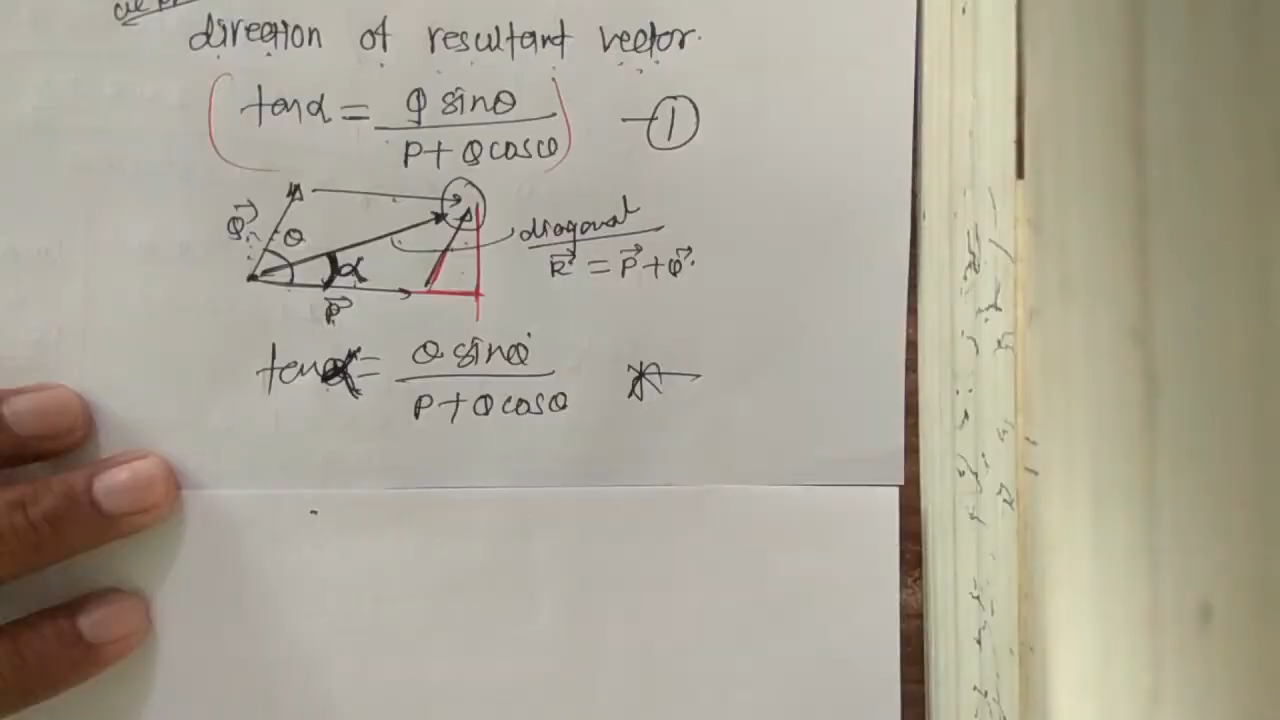 direction of resultant vector.
tanα = Q sinθ / P + Q cosθ —①
Q⃗ θ α P⃗
diagonal
R⃗ = P⃗ + Q⃗.
tanα = Q sinθ / P + Q cosθ